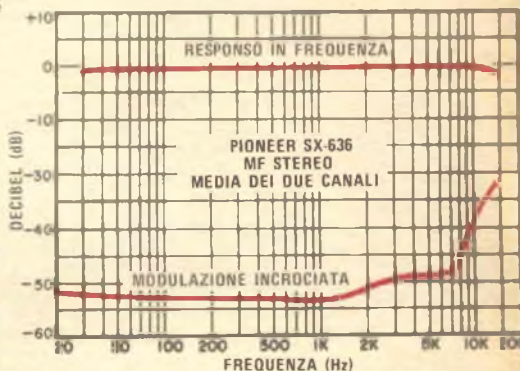 +10
RESPONSO IN FREQUENZA
0
-10
PIONEER SX-636
MF STEREO
MEDIA DEI DUE CANALI
-20
-30
DECIBEL (dB)
-40
MODULAZIONE INCROCIATA
-50
-60
20 100 200 500 1K 2K 5K 10K 20K
FREQUENZA (Hz)